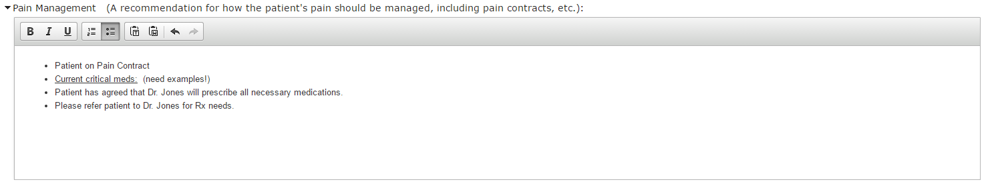 Pain Management (A recommendation for how the patient's pain should be managed, including pain contracts, etc.):
B I U
Patient on Pain Contract
Current critical meds: (need examples!)
Patient has agreed that Dr. Jones will prescribe all necessary medications.
Please refer patient to Dr. Jones for Rx needs.